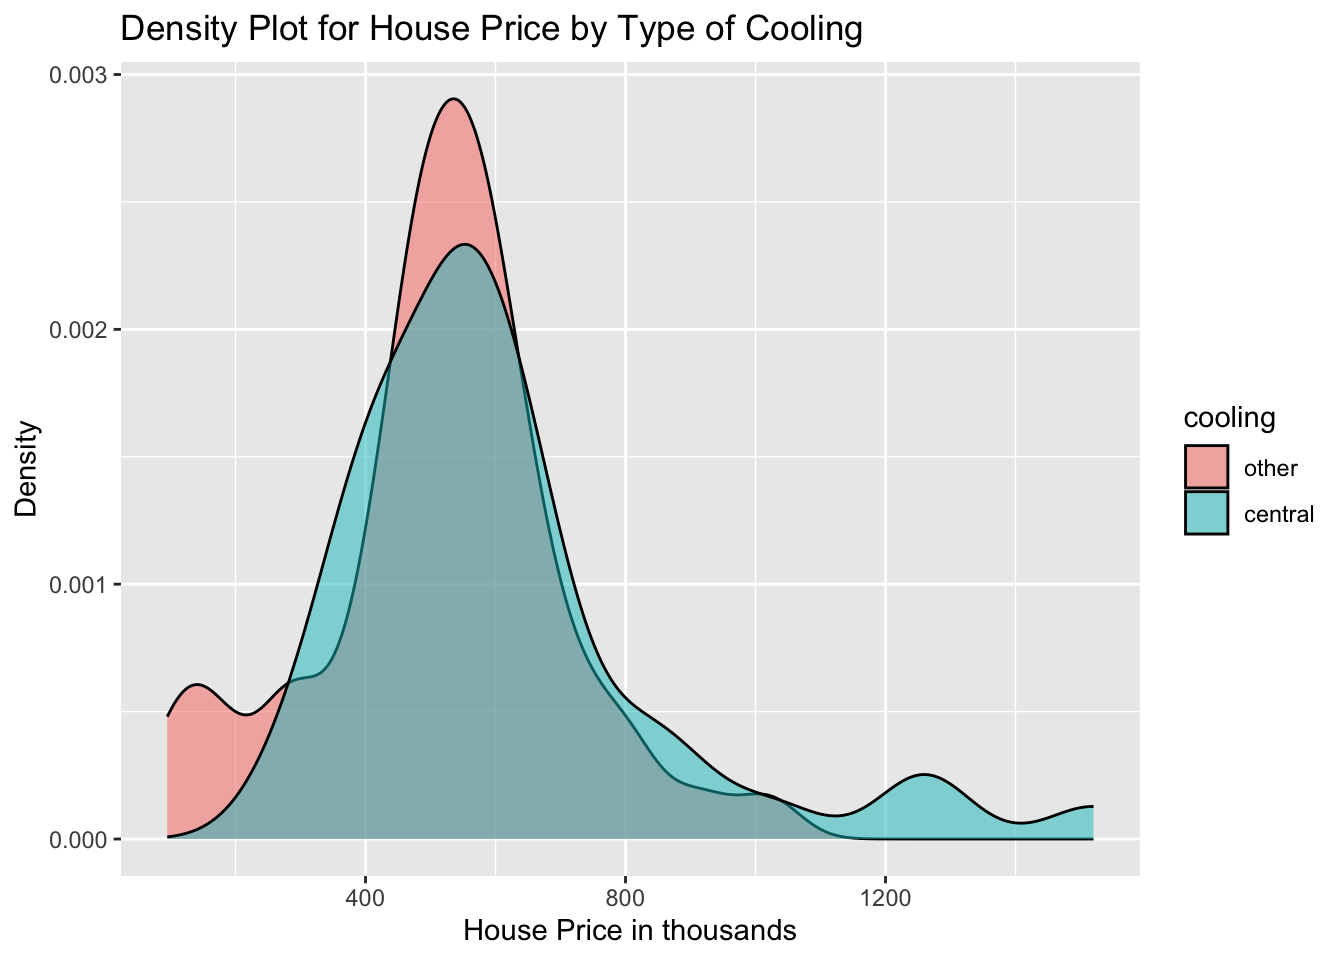 Density Plot for House Price by Type of Cooling
0.003
0.002
0.001
0.000
Density
400 800 1200
House Price in thousands
cooling
other
central